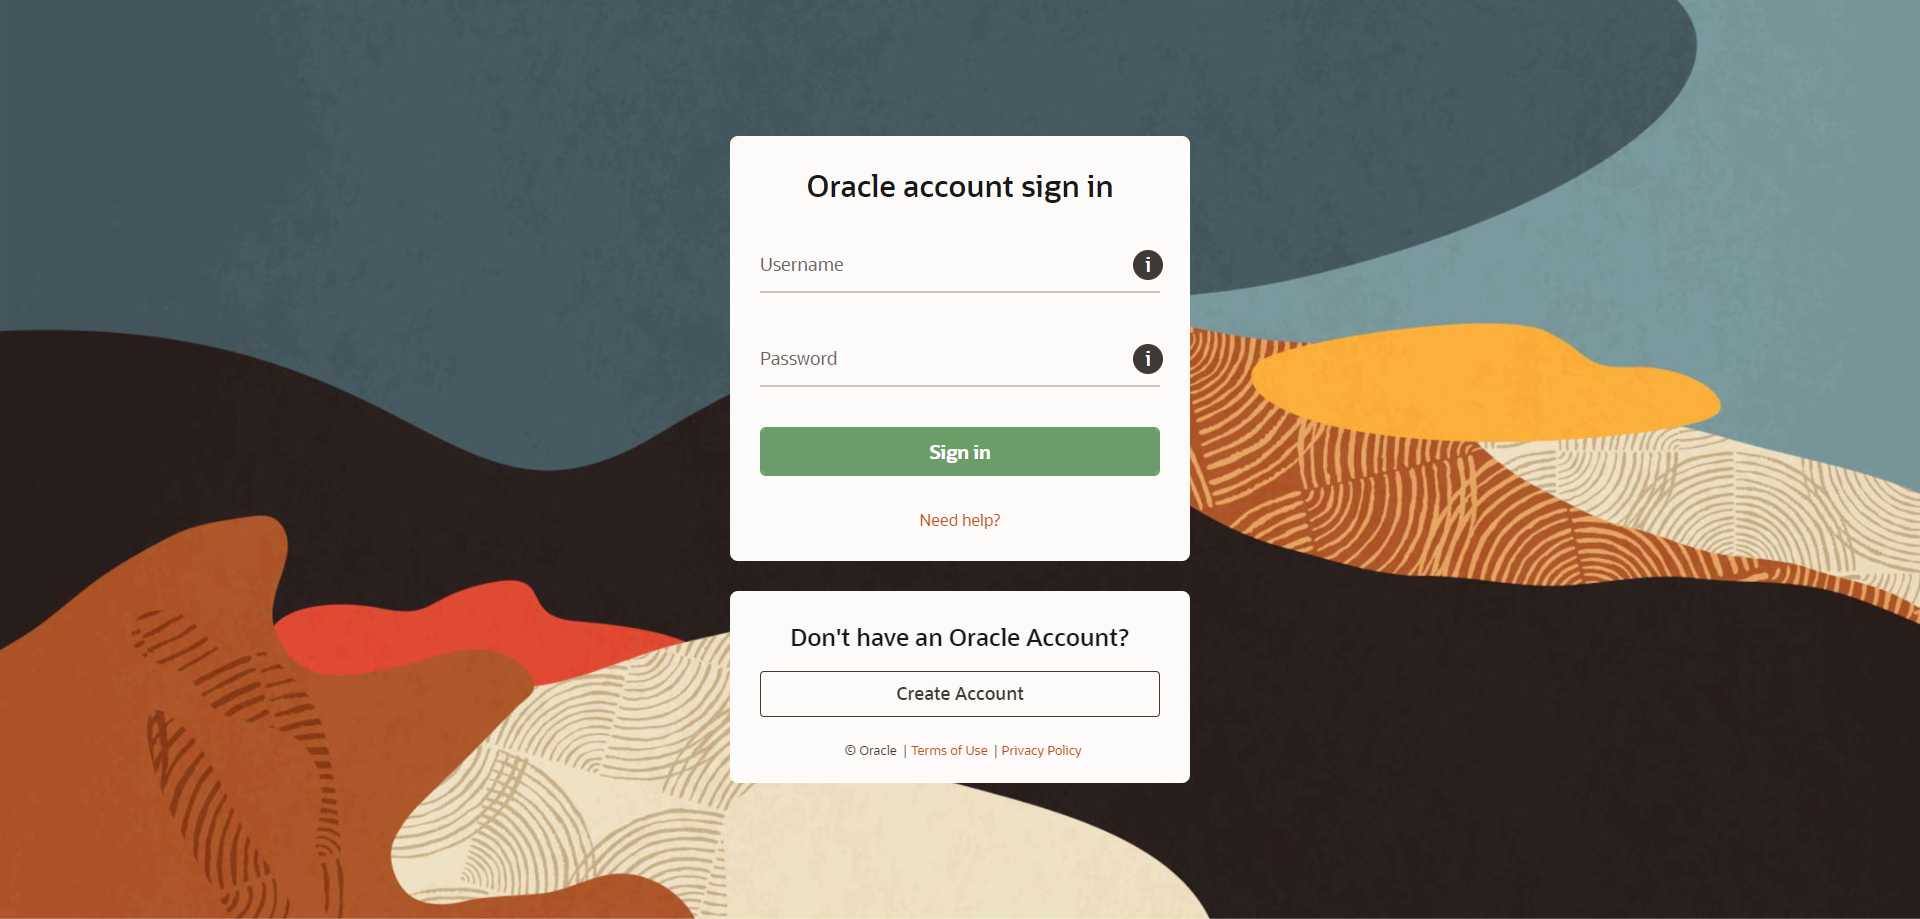 Oracle account sign in
Username
i
Password
i
Sign in
Need help?
Don't have an Oracle Account?
Create Account
© Oracle | Terms of Use | Privacy Policy